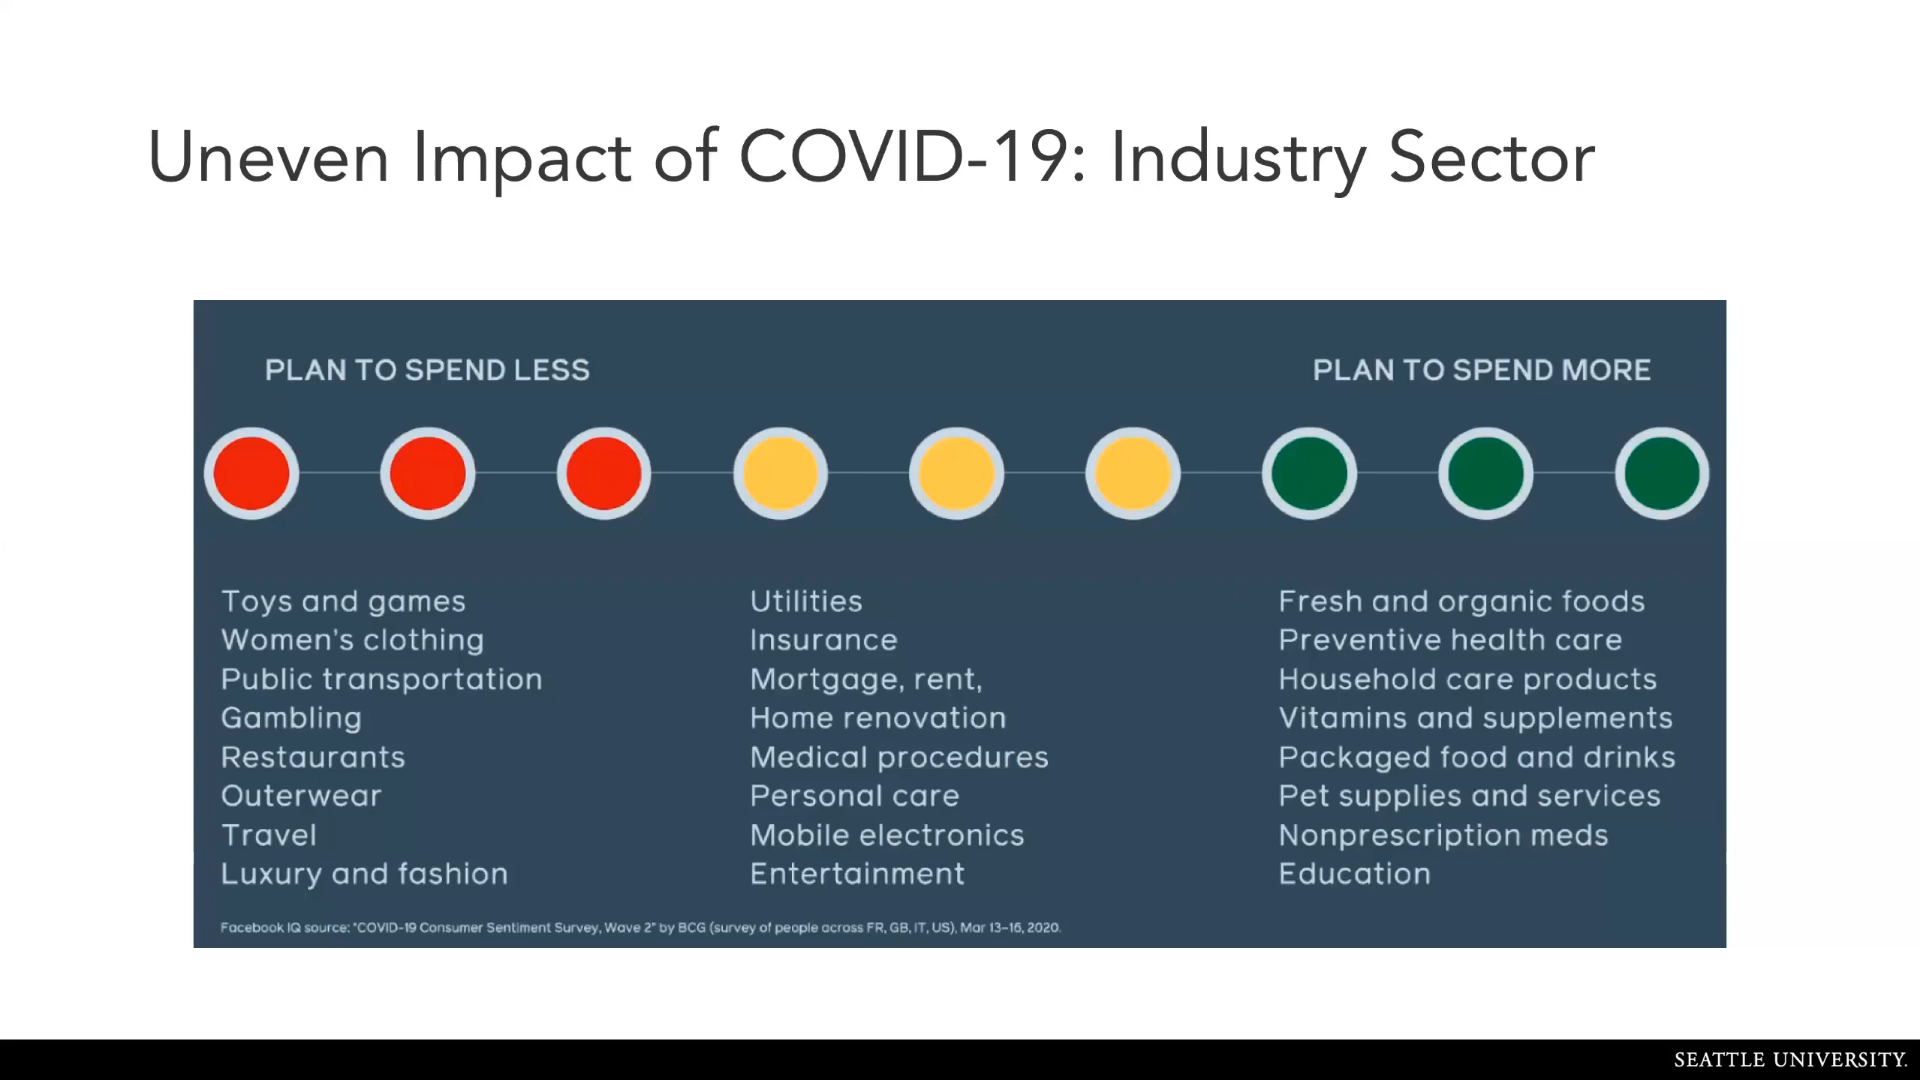 Uneven Impact of COVID-19: Industry Sector
PLAN TO SPEND LESS
PLAN TO SPEND MORE
Toys and games
Women's clothing
Public transportation
Gambling
Restaurants
Outerwear
Travel
Luxury and fashion
Utilities
Insurance
Mortgage, rent,
Home renovation
Medical procedures
Personal care
Mobile electronics
Entertainment
Fresh and organic foods
Preventive health care
Household care products
Vitamins and supplements
Packaged food and drinks
Pet supplies and services
Nonprescription meds
Education
Facebook IQ source: "COVID-19 Consumer Sentiment Survey, Wave 2" by BCG (survey of people across FR, GB, IT, US), Mar 13–16, 2020.
SEATTLE UNIVERSITY.